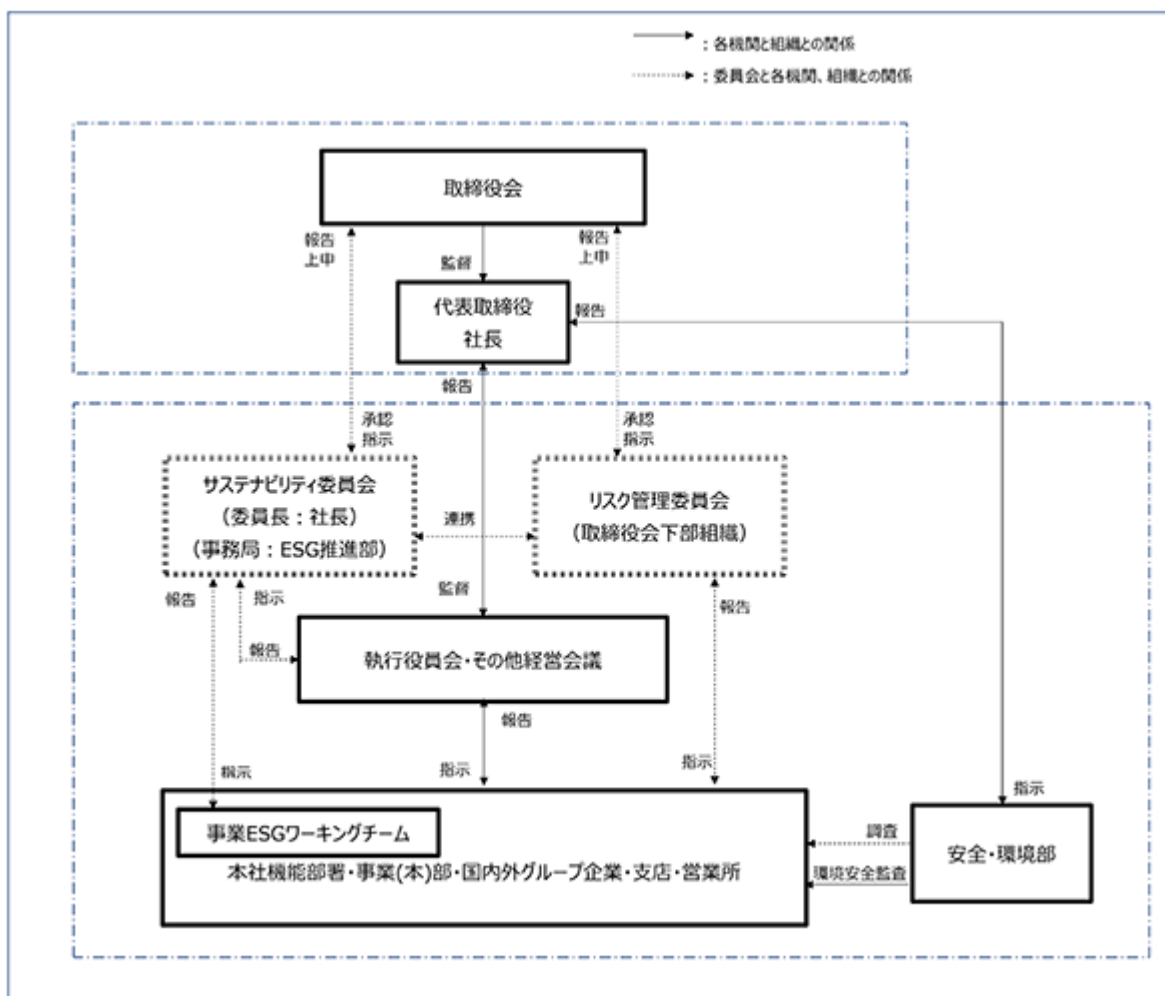 ：各機関と組織との関係
：委員会と各機関、組織との関係
取締役会
報告
上申
報告
上申
監督
代表取締役
社長
報告
報告
承認
指示
承認
指示
サステナビリティ委員会
（委員長：社長）
（事務局：ESG推進部）
連携
リスク管理委員会
（取締役会下部組織）
報告
指示
監督
報告
報告
執行役員会・その他経営会議
報告
指示
指示
指示
指示
事業ESGワーキングチーム
本社機能部署・事業(本)部・国内外グループ企業・支店・営業所
調査
環境安全監査
安全・環境部